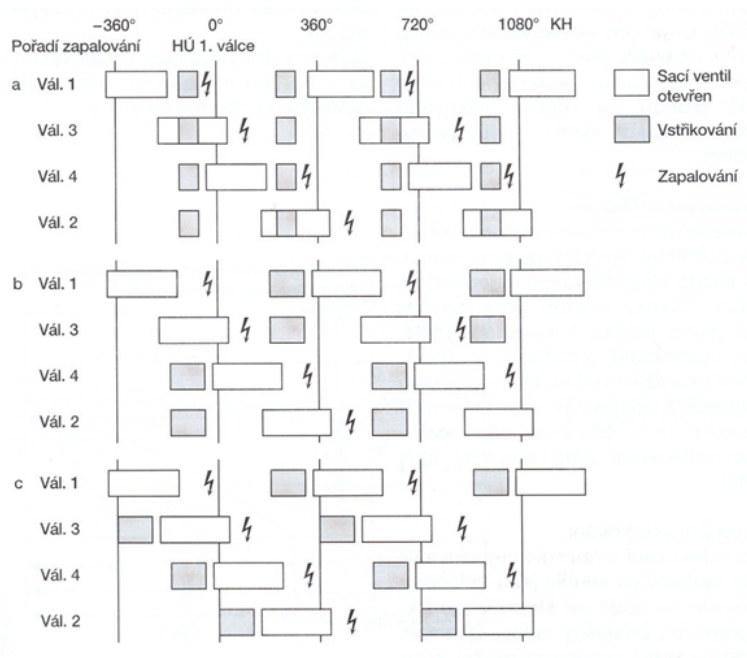 −360° 0° 360° 720° 1080° KH
Pořadí zapalování HÚ 1. válce
a Vál. 1
Vál. 3
Vál. 4
Vál. 2
Sací ventil
otevřen
Vstřikování
Zapalování
b Vál. 1
Vál. 3
Vál. 4
Vál. 2
c Vál. 1
Vál. 3
Vál. 4
Vál. 2